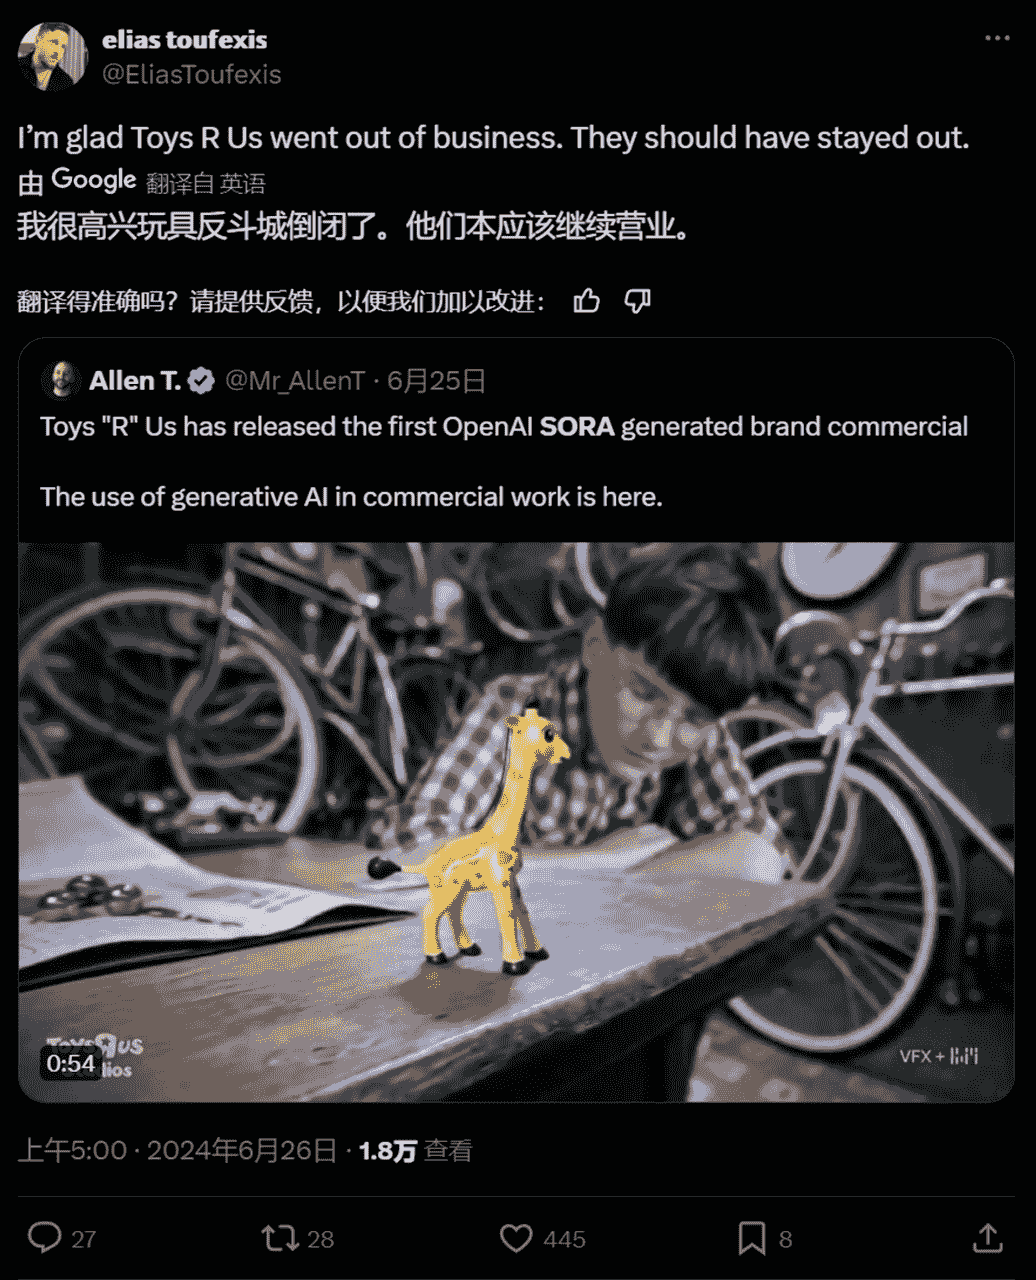 elias toufexis
@EliasToufexis
I’m glad Toys R Us went out of business. They should have stayed out.
由 Google 翻译自 英语
我很高兴玩具反斗城倒闭了。他们本应该继续营业。
翻译得准确吗？请提供反馈，以便我们加以改进：
Allen T. @Mr_AllenT · 6月25日
Toys "R" Us has released the first OpenAI SORA generated brand commercial
The use of generative AI in commercial work is here.
Toys R us
0:54
VFX +
上午5:00 · 2024年6月26日 · 1.8万 查看
27 28 445 8